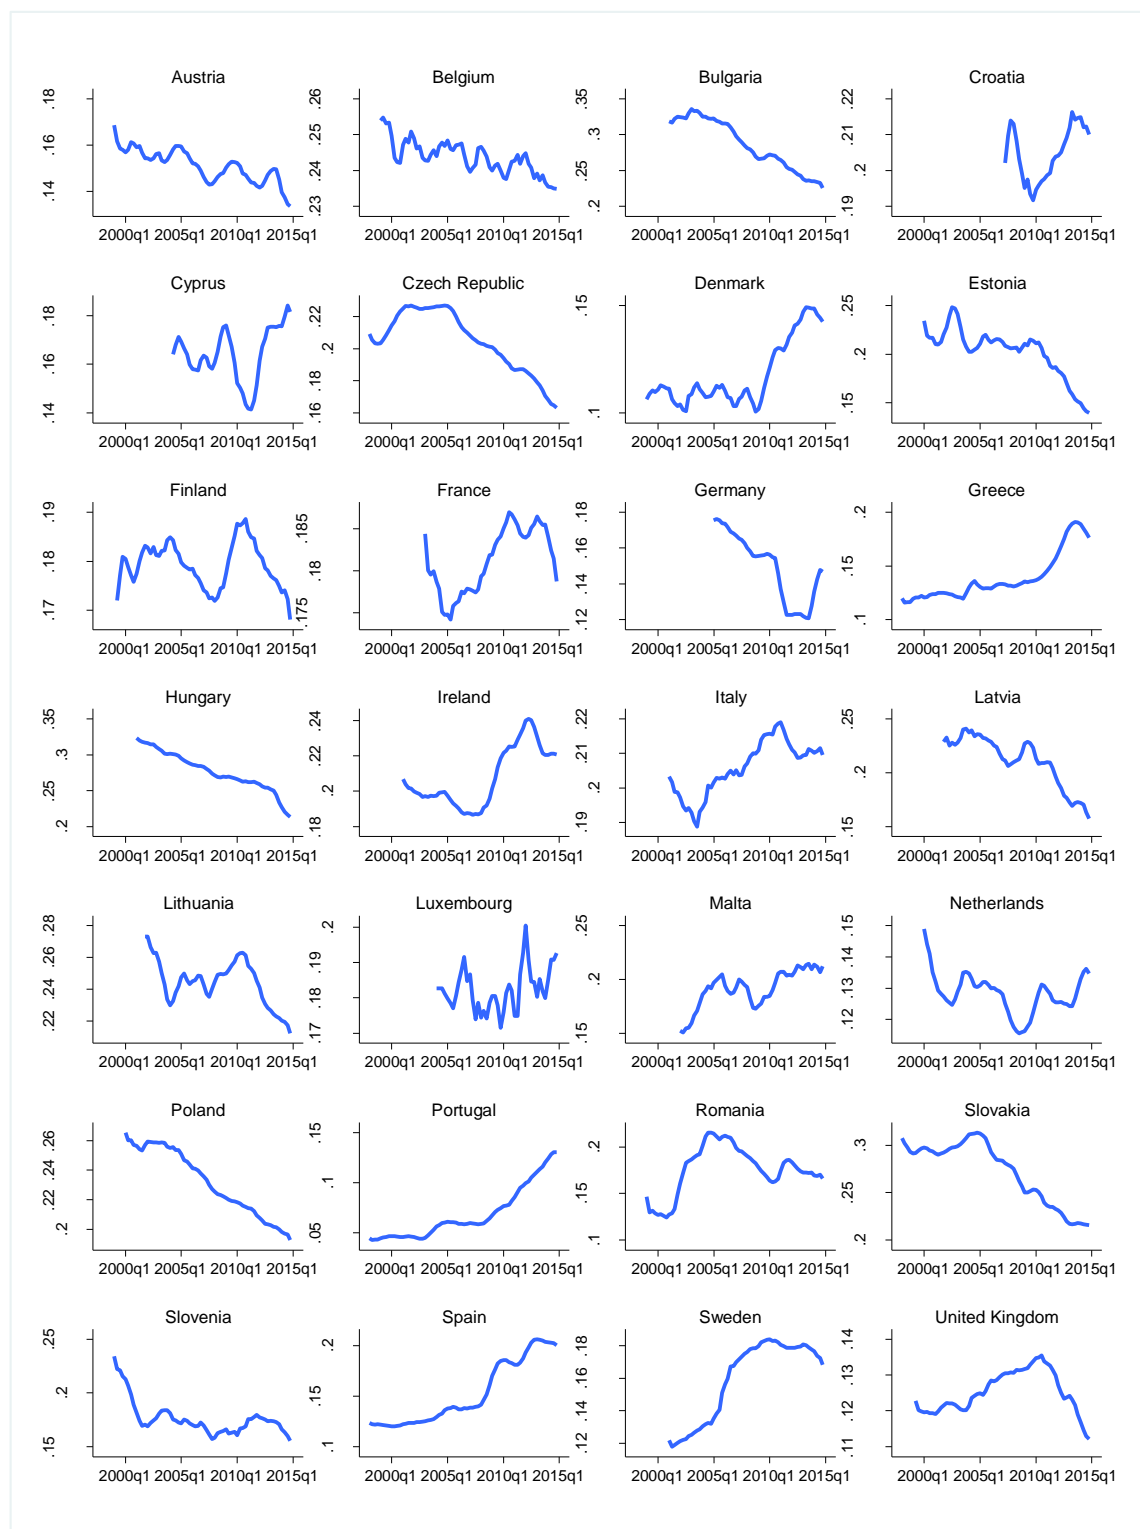 Austria
.14 .16 .18
2000q1 2005q1 2010q1 2015q1
Belgium
.23 .24 .25 .26
2000q1 2005q1 2010q1 2015q1
Bulgaria
.2 .25 .3 .35
2000q1 2005q1 2010q1 2015q1
Croatia
.19 .2 .21 .22
2000q1 2005q1 2010q1 2015q1
Cyprus
.14 .16 .18
2000q1 2005q1 2010q1 2015q1
Czech Republic
.16 .18 .2 .22
2000q1 2005q1 2010q1 2015q1
Denmark
.1 .15
2000q1 2005q1 2010q1 2015q1
Estonia
.15 .2 .25
2000q1 2005q1 2010q1 2015q1
Finland
.17 .18 .19
2000q1 2005q1 2010q1 2015q1
France
.175 .18 .185
2000q1 2005q1 2010q1 2015q1
Germany
.12 .14 .16 .18
2000q1 2005q1 2010q1 2015q1
Greece
.1 .15 .2
2000q1 2005q1 2010q1 2015q1
Hungary
.2 .25 .3 .35
2000q1 2005q1 2010q1 2015q1
Ireland
.18 .2 .22 .24
2000q1 2005q1 2010q1 2015q1
Italy
.19 .2 .21 .22
2000q1 2005q1 2010q1 2015q1
Latvia
.15 .2 .25
2000q1 2005q1 2010q1 2015q1
Lithuania
.22 .24 .26 .28
2000q1 2005q1 2010q1 2015q1
Luxembourg
.17 .18 .19 .2
2000q1 2005q1 2010q1 2015q1
Malta
.15 .2 .25
2000q1 2005q1 2010q1 2015q1
Netherlands
.12 .13 .14 .15
2000q1 2005q1 2010q1 2015q1
Poland
.2 .22 .24 .26
2000q1 2005q1 2010q1 2015q1
Portugal
.05 .1 .15
2000q1 2005q1 2010q1 2015q1
Romania
.1 .15 .2
2000q1 2005q1 2010q1 2015q1
Slovakia
.2 .25 .3
2000q1 2005q1 2010q1 2015q1
Slovenia
.15 .2 .25
2000q1 2005q1 2010q1 2015q1
Spain
.1 .15 .2
2000q1 2005q1 2010q1 2015q1
Sweden
.12 .14 .16 .18
2000q1 2005q1 2010q1 2015q1
United Kingdom
.11 .12 .13 .14
2000q1 2005q1 2010q1 2015q1